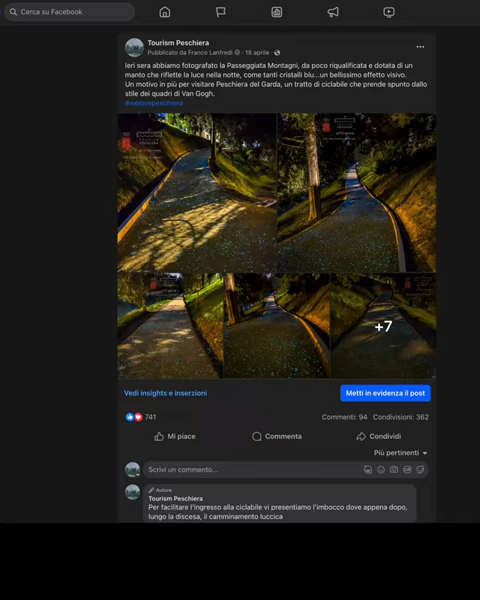 Cerca su Facebook
Tourism Peschiera
Pubblicato da Franco Lanfredi · 18 aprile ·
Ieri sera abbiamo fotografato la Passeggiata Montagni, da poco riqualificata e dotata di un
manto che riflette la luce nella notte, come tanti cristalli blu...un bellissimo effetto visivo.
Un motivo in più per visitare Peschiera del Garda, un tratto di ciclabile che prende spunto dallo
stile dei quadri di Van Gogh.
#welovepeschiera
+7
Vedi insights e inserzioni
Metti in evidenza il post
741
Commenti: 94 Condivisioni: 362
Mi piace
Commenta
Condividi
Più pertinenti
Scrivi un commento...
Autore
Tourism Peschiera
Per facilitare l'ingresso alla ciclabile vi presentiamo l'imbocco dove appena dopo,
lungo la discesa, il camminamento luccica